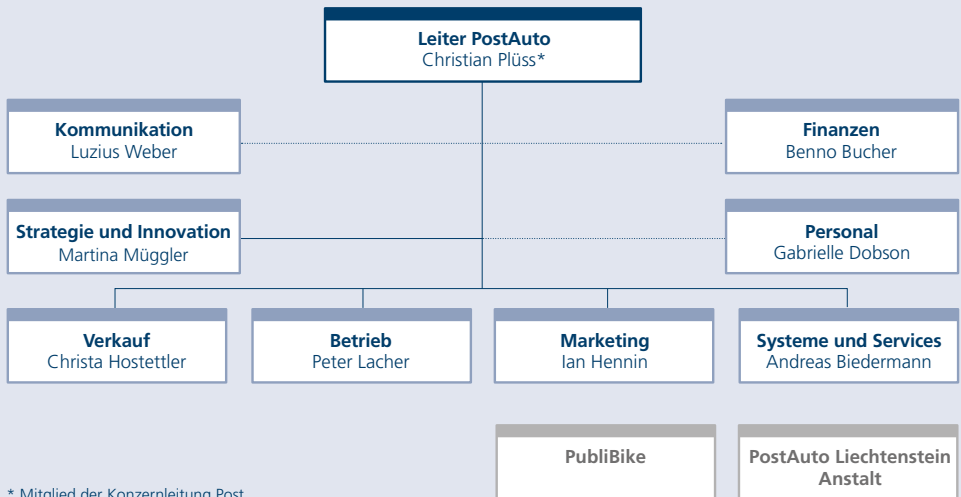 Leiter PostAuto
Christian Plüss*
Kommunikation
Luzius Weber
Finanzen
Benno Bucher
Strategie und Innovation
Martina Müggler
Personal
Gabrielle Dobson
Verkauf
Christa Hostettler
Betrieb
Peter Lacher
Marketing
Ian Hennin
Systeme und Services
Andreas Biedermann
PubliBike
PostAuto Liechtenstein
Anstalt
* Mitglied der Konzernleitung Post